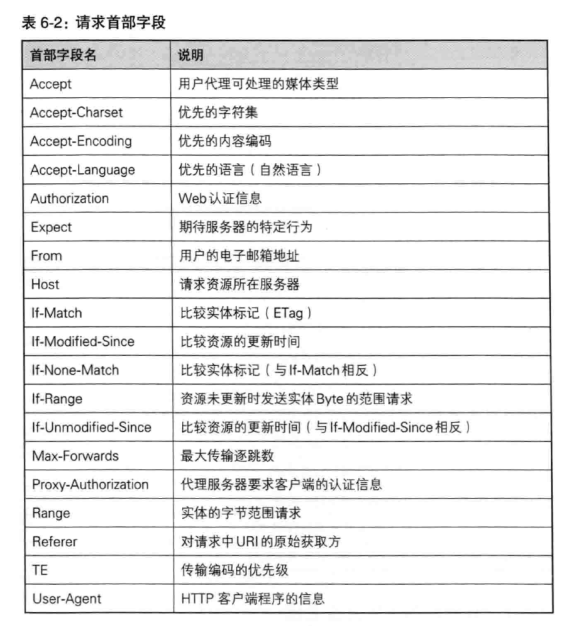 表 6-2：请求首部字段
首部字段名 说明
Accept 用户代理可处理的媒体类型
Accept-Charset 优先的字符集
Accept-Encoding 优先的内容编码
Accept-Language 优先的语言（自然语言）
Authorization Web认证信息
Expect 期待服务器的特定行为
From 用户的电子邮箱地址
Host 请求资源所在服务器
If-Match 比较实体标记（ETag）
If-Modified-Since 比较资源的更新时间
If-None-Match 比较实体标记（与If-Match相反）
If-Range 资源未更新时发送实体Byte的范围请求
If-Unmodified-Since 比较资源的更新时间（与If-Modified-Since相反）
Max-Forwards 最大传输逐跳数
Proxy-Authorization 代理服务器要求客户端的认证信息
Range 实体的字节范围请求
Referer 对请求中URI的原始获取方
TE 传输编码的优先级
User-Agent HTTP 客户端程序的信息